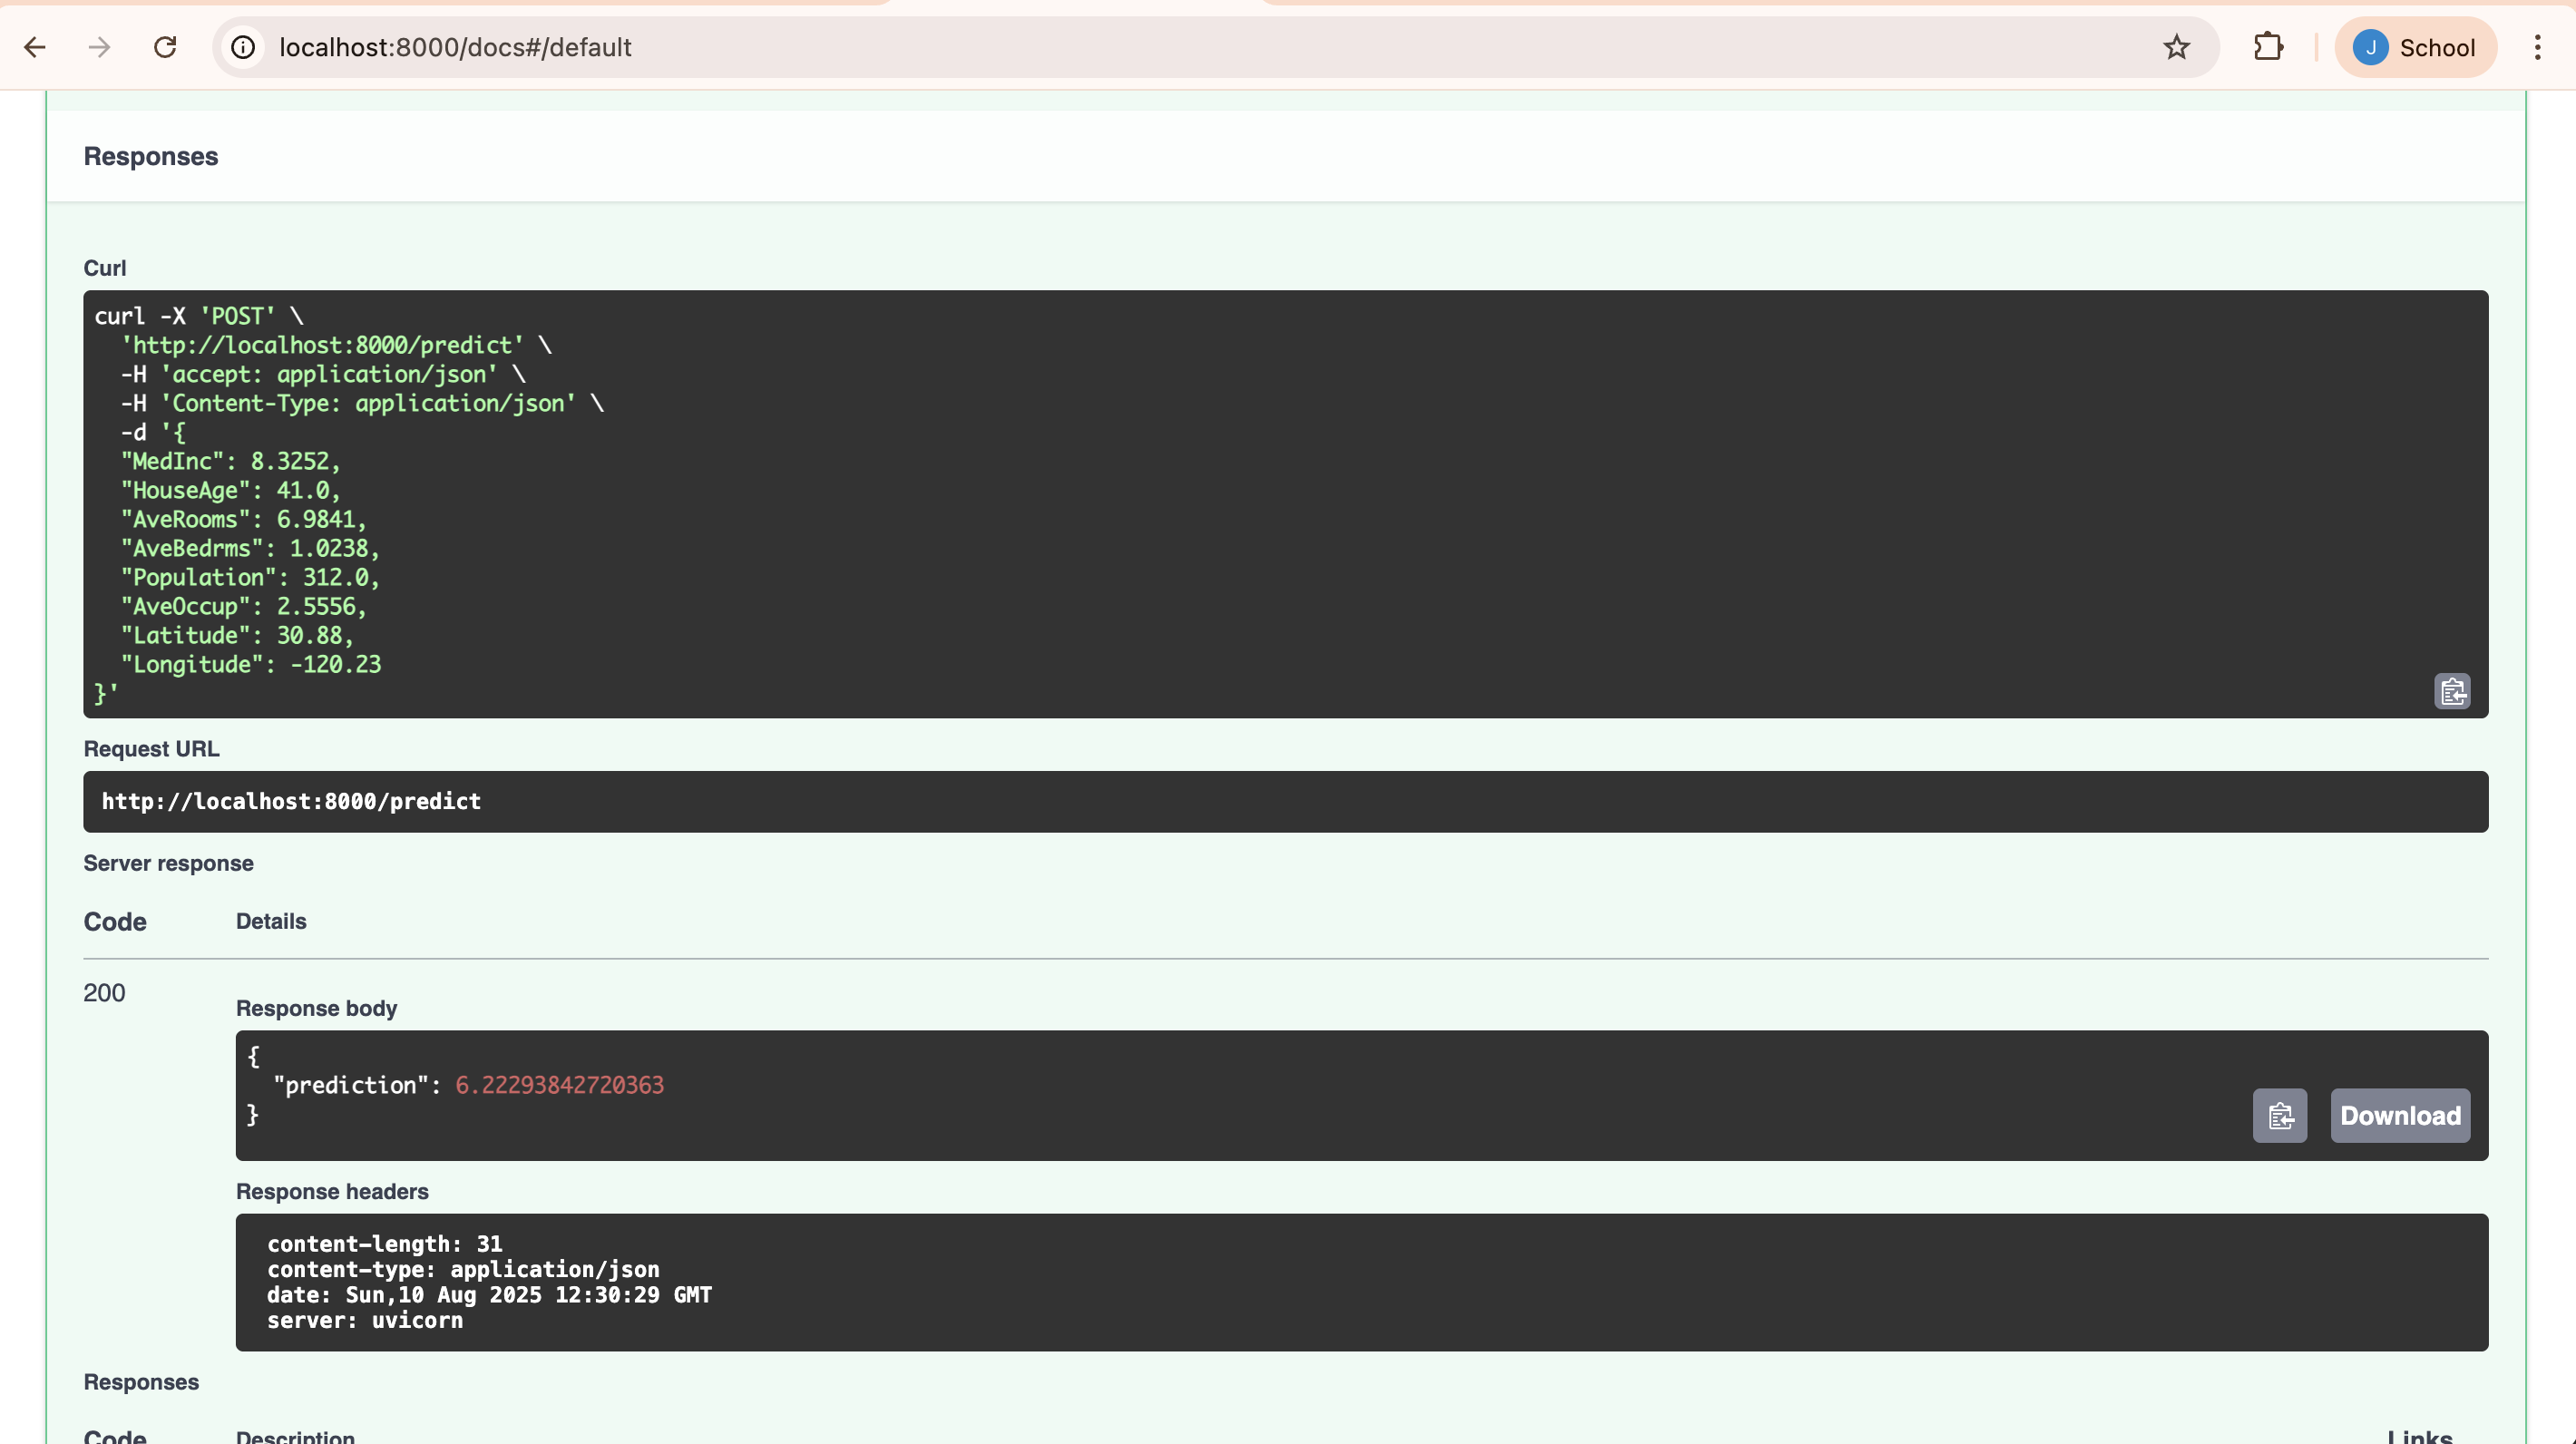 localhost:8000/docs#/default
J School
Responses
Curl
curl -X 'POST' \
'http://localhost:8000/predict' \
-H 'accept: application/json' \
-H 'Content-Type: application/json' \
-d '{
"MedInc": 8.3252,
"HouseAge": 41.0,
"AveRooms": 6.9841,
"AveBedrms": 1.0238,
"Population": 312.0,
"AveOccup": 2.5556,
"Latitude": 30.88,
"Longitude": -120.23
}'
Request URL
http://localhost:8000/predict
Server response
Code Details
200
Response body
{
"prediction": 6.22293842720363
}
Download
Response headers
content-length: 31
content-type: application/json
date: Sun,10 Aug 2025 12:30:29 GMT
server: uvicorn
Responses
Code Description Links